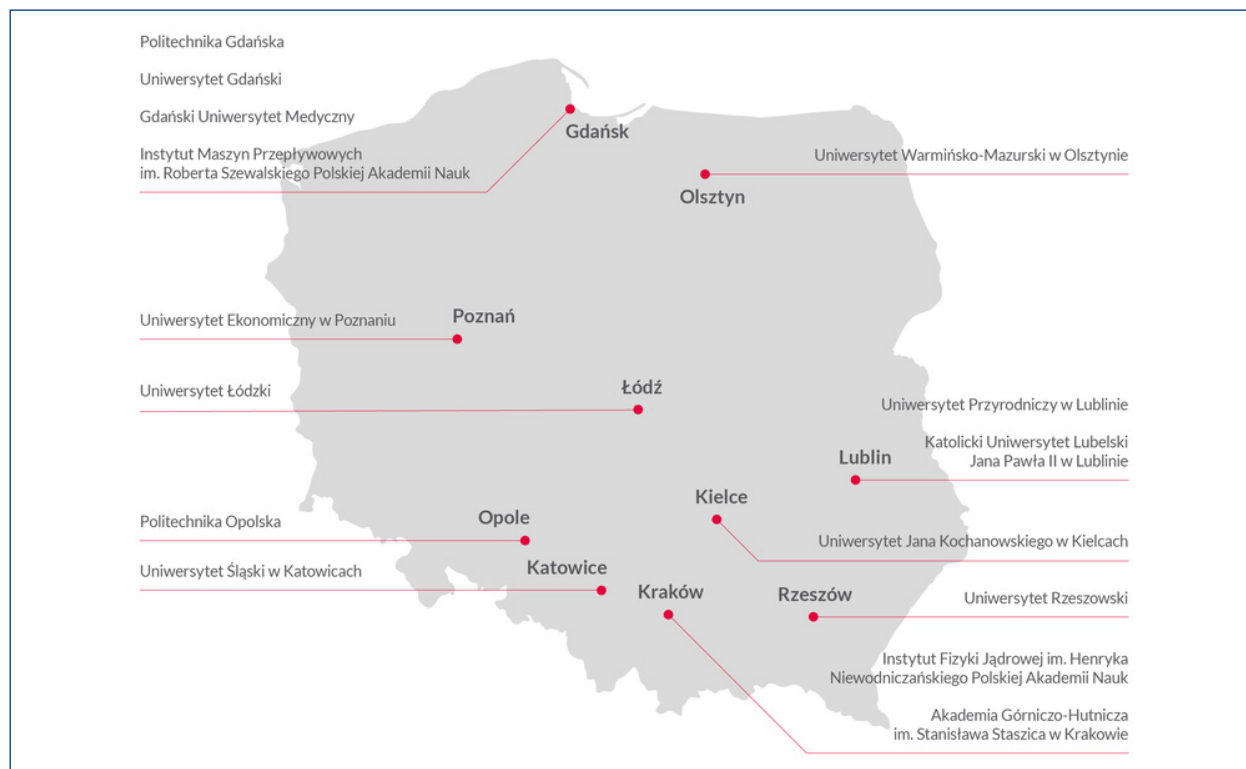 Politechnika Gdańska
Uniwersytet Gdański
Gdański Uniwersytet Medyczny
Instytut Maszyn Przepływowych
im. Roberta Szewalskiego Polskiej Akademii Nauk
Gdańsk
Uniwersytet Warmińsko-Mazurski w Olsztynie
Olsztyn
Uniwersytet Ekonomiczny w Poznaniu
Poznań
Uniwersytet Łódzki
Łódź
Uniwersytet Przyrodniczy w Lublinie
Katolicki Uniwersytet Lubelski
Jana Pawła II w Lublinie
Lublin
Kielce
Uniwersytet Jana Kochanowskiego w Kielcach
Politechnika Opolska
Opole
Uniwersytet Śląski w Katowicach
Katowice
Kraków
Rzeszów
Uniwersytet Rzeszowski
Instytut Fizyki Jądrowej im. Henryka
Niewodniczańskiego Polskiej Akademii Nauk
Akademia Górniczo-Hutnicza
im. Stanisława Staszica w Krakowie